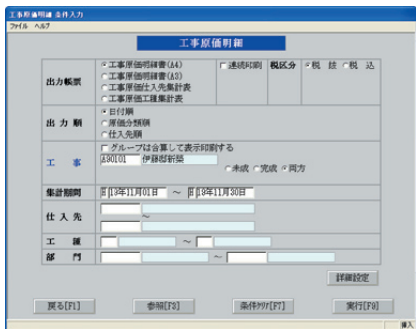 工事原価明細 条件入力
ファイル ヘルプ
工事原価明細
出力帳票
工事原価明細書(A4)
工事原価明細書(A3)
工事原価仕入先集計表
工事原価工種集計表
連続印刷 税区分 税 抜 税 込
出力順
日付順
原価分類順
仕入先順
工 事
グループは合算して表示印刷する
A90101 伊藤邸新築
未成 完成 両方
集計期間 19年11月01日 ~ 19年11月30日
仕入先 ~
工 種 ~
部 門 ~
詳細設定
戻る[F1] 参照[F3] 条件クリア[F7] 実行[F9]
挿入